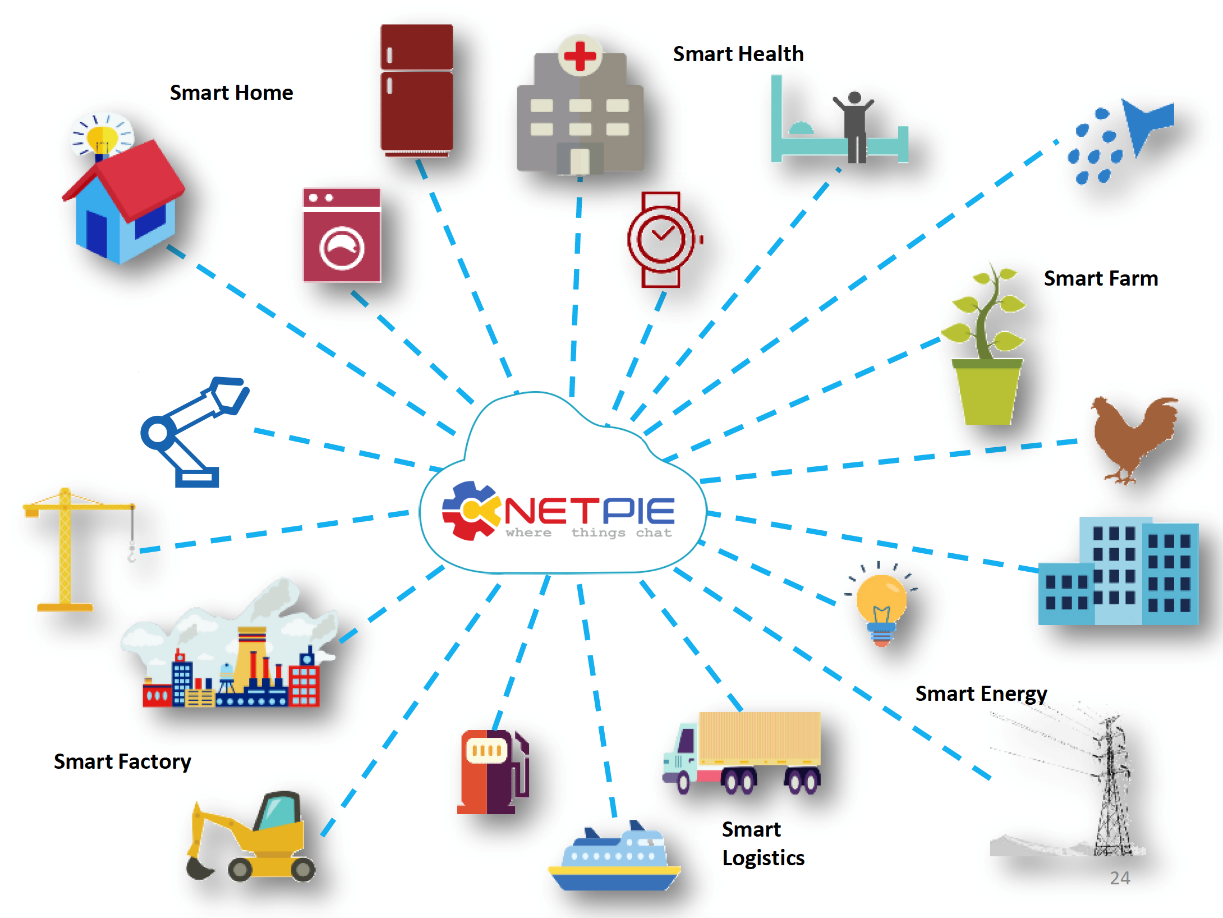 Smart Health
Smart Home
Smart Farm
NETPIE
where things chat
Smart Energy
Smart Factory
Smart
Logistics
24